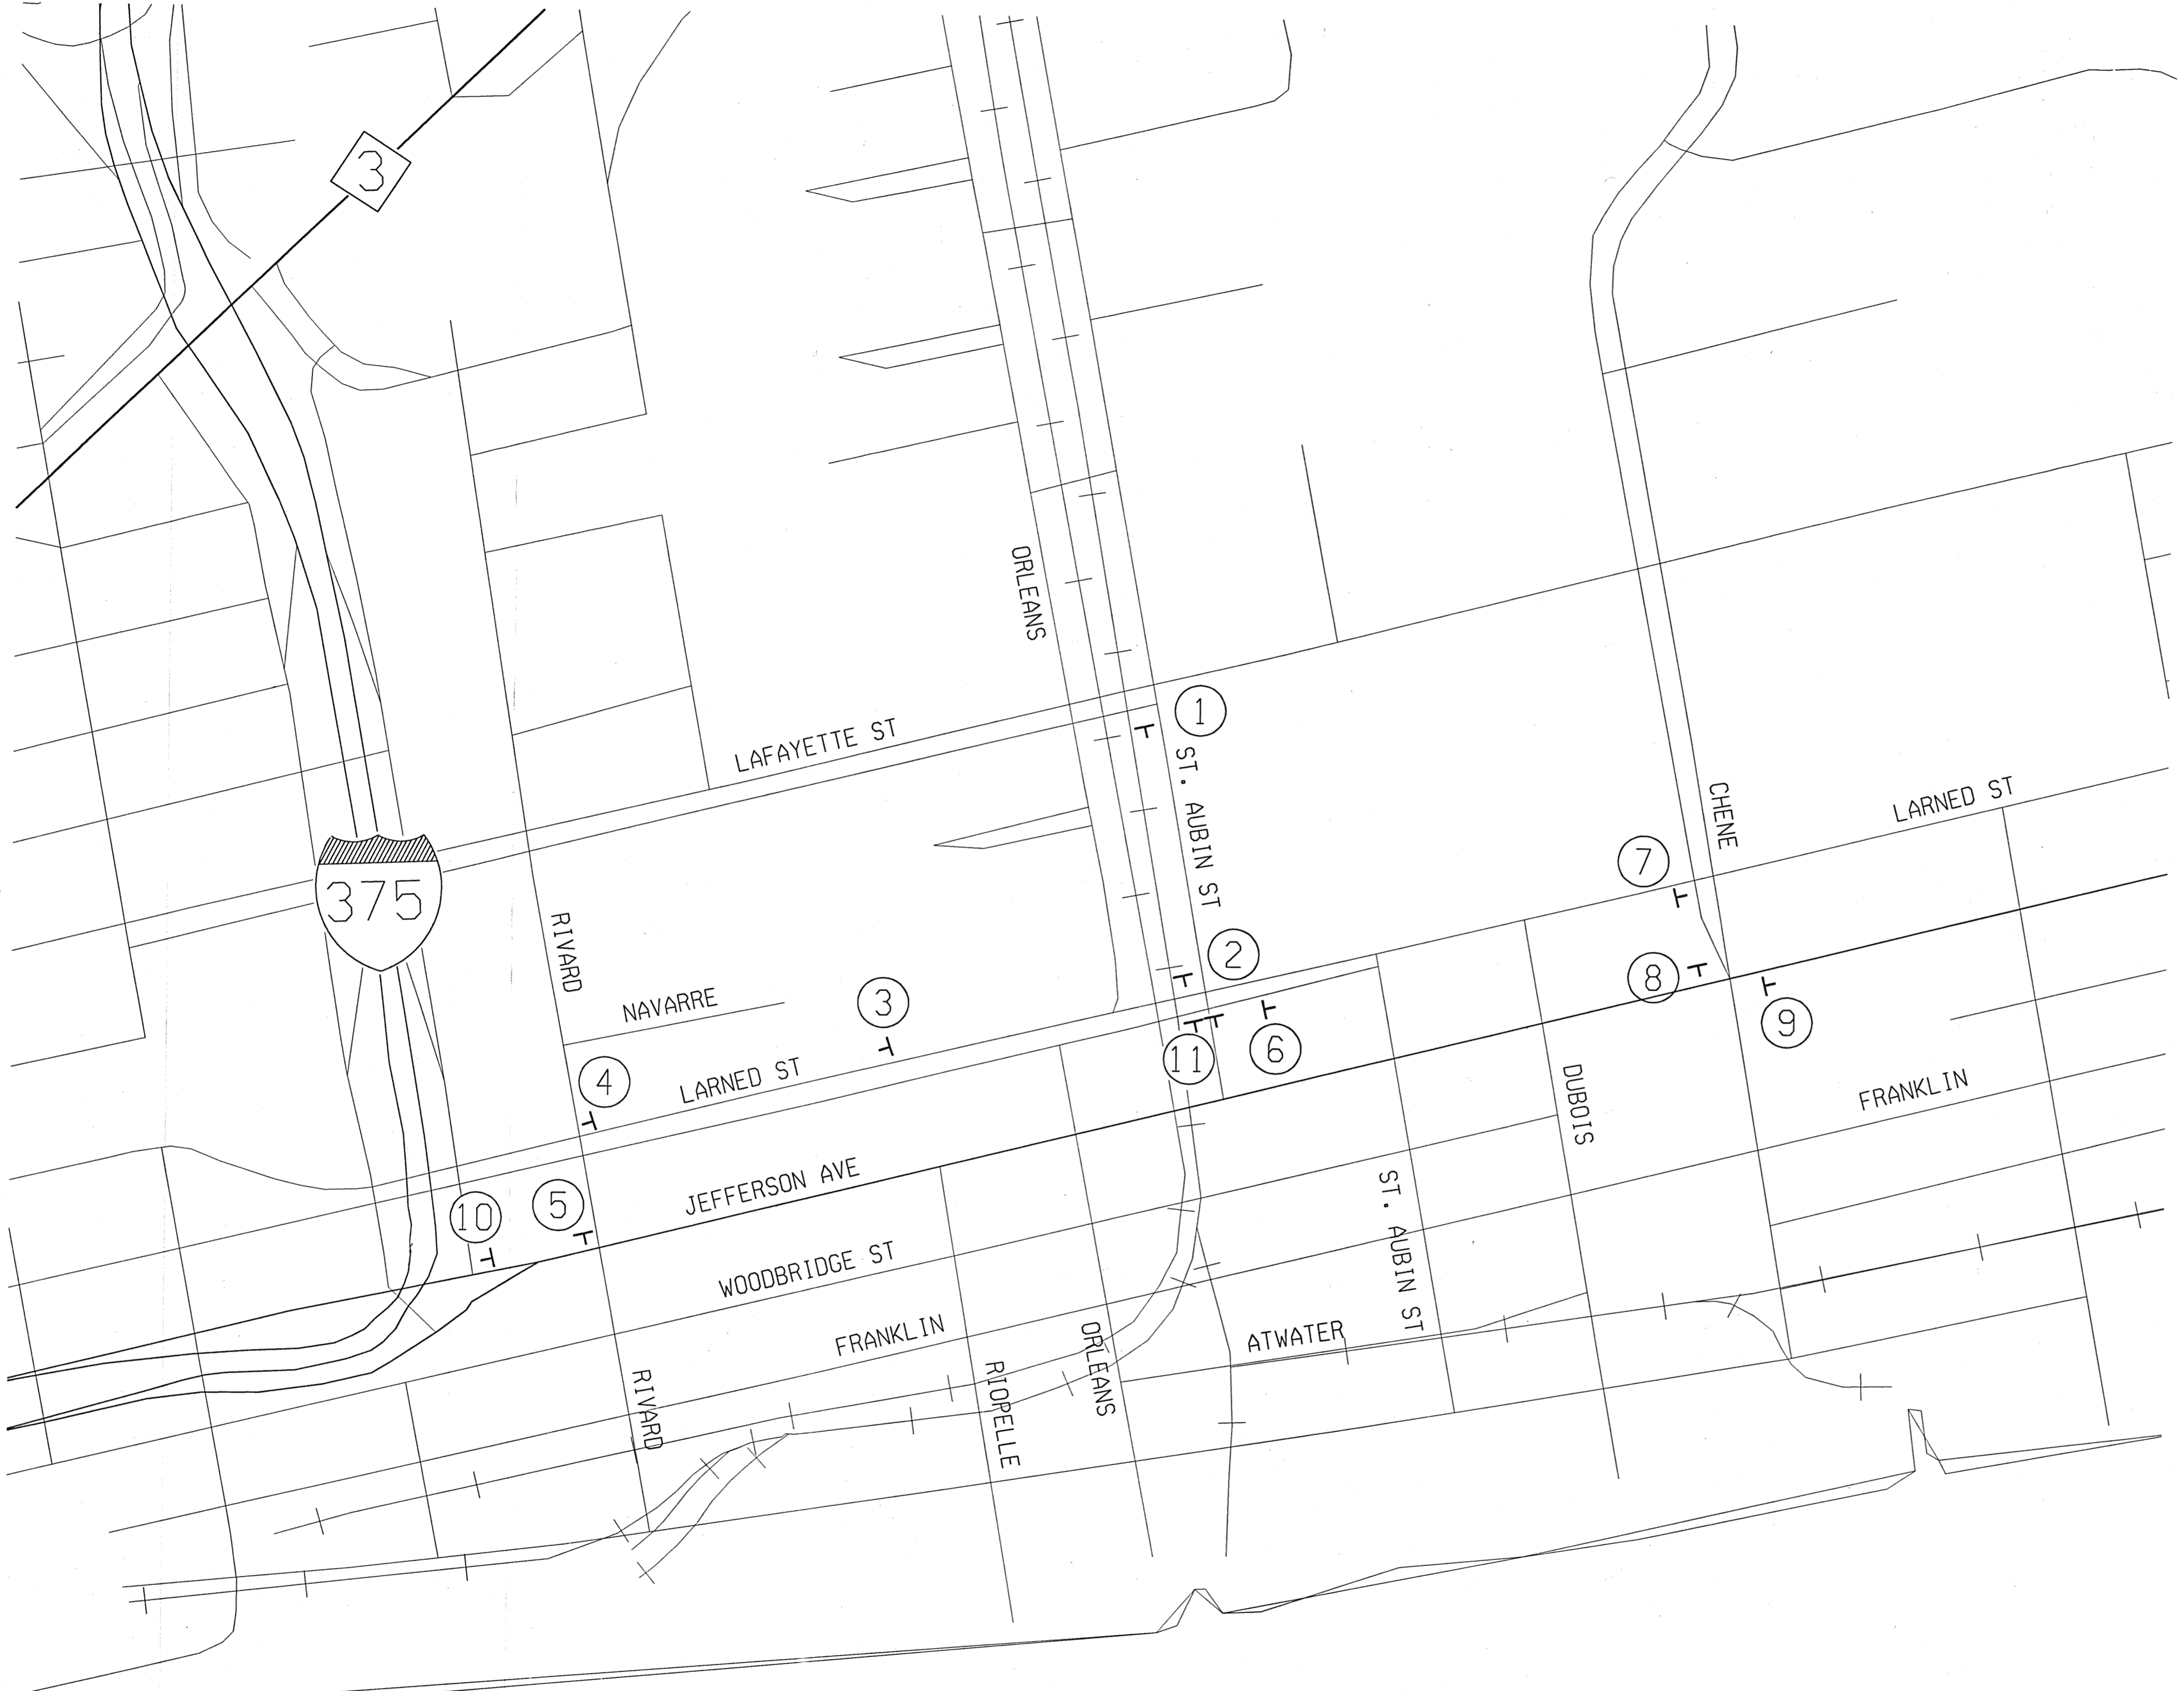 3
ORLEANS
1
LAFAYETTE ST
ST. AUBIN ST
CHENE
LARNED ST
7
375
RIVARD
2
NAVARRE
3
8
9
11
6
4
LARNED ST
DUBOIS
FRANKLIN
10
5
JEFFERSON AVE
ST. AUBIN ST
WOODBRIDGE ST
FRANKLIN
ORLEANS
ATWATER
RIVARD
RIOPELLE